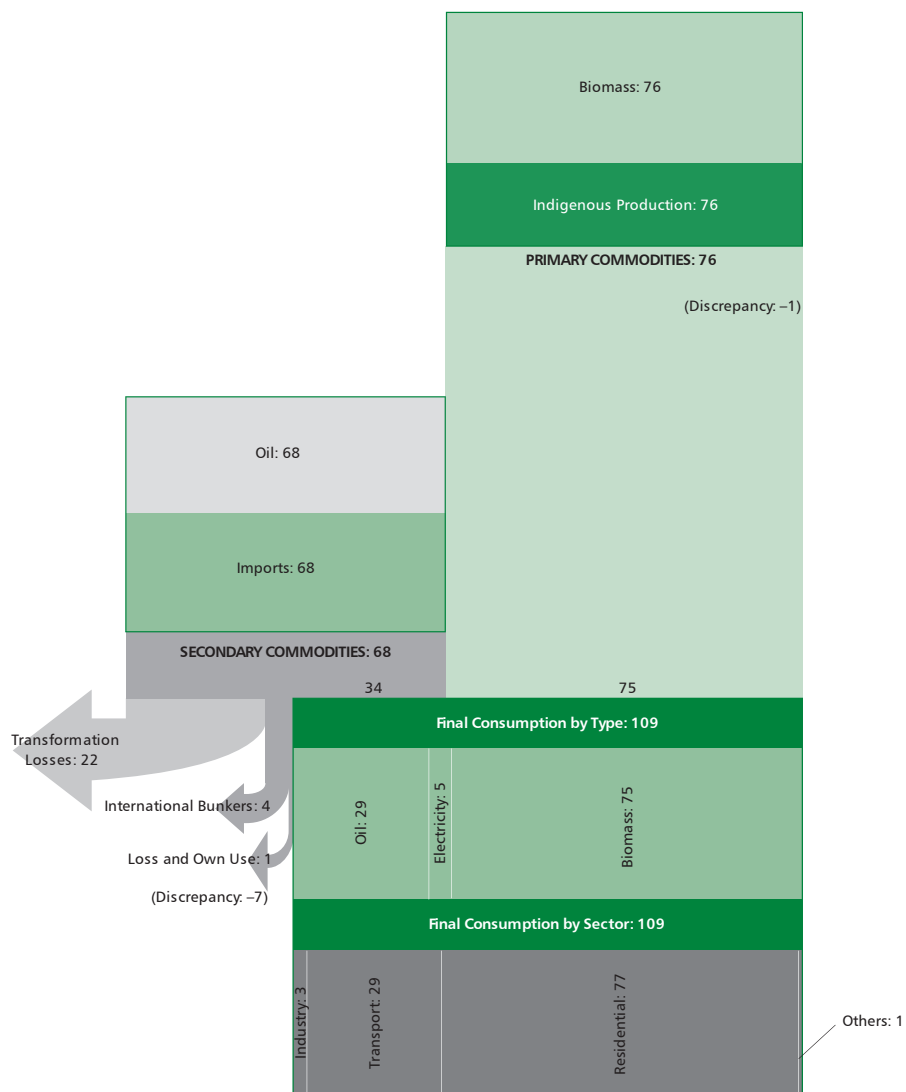 Biomass: 76
Indigenous Production: 76
PRIMARY COMMODITIES: 76
(Discrepancy: –1)
Oil: 68
Imports: 68
SECONDARY COMMODITIES: 68
34
75
Final Consumption by Type: 109
Transformation
Losses: 22
International Bunkers: 4
Loss and Own Use: 1
(Discrepancy: –7)
Oil: 29
Electricity: 5
Biomass: 75
Final Consumption by Sector: 109
Industry: 3
Transport: 29
Residential: 77
Others: 1